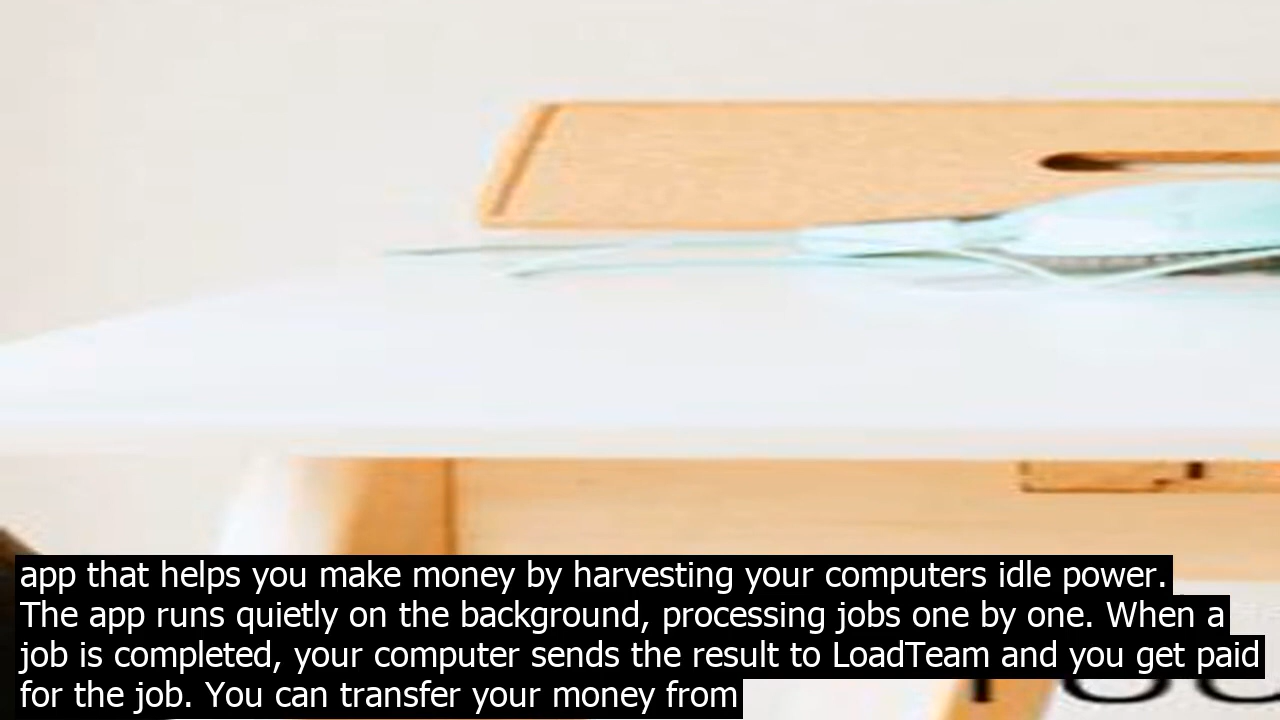 app that helps you make money by harvesting your computers idle power.
The app runs quietly on the background, processing jobs one by one. When a
job is completed, your computer sends the result to LoadTeam and you get paid
for the job. You can transfer your money from